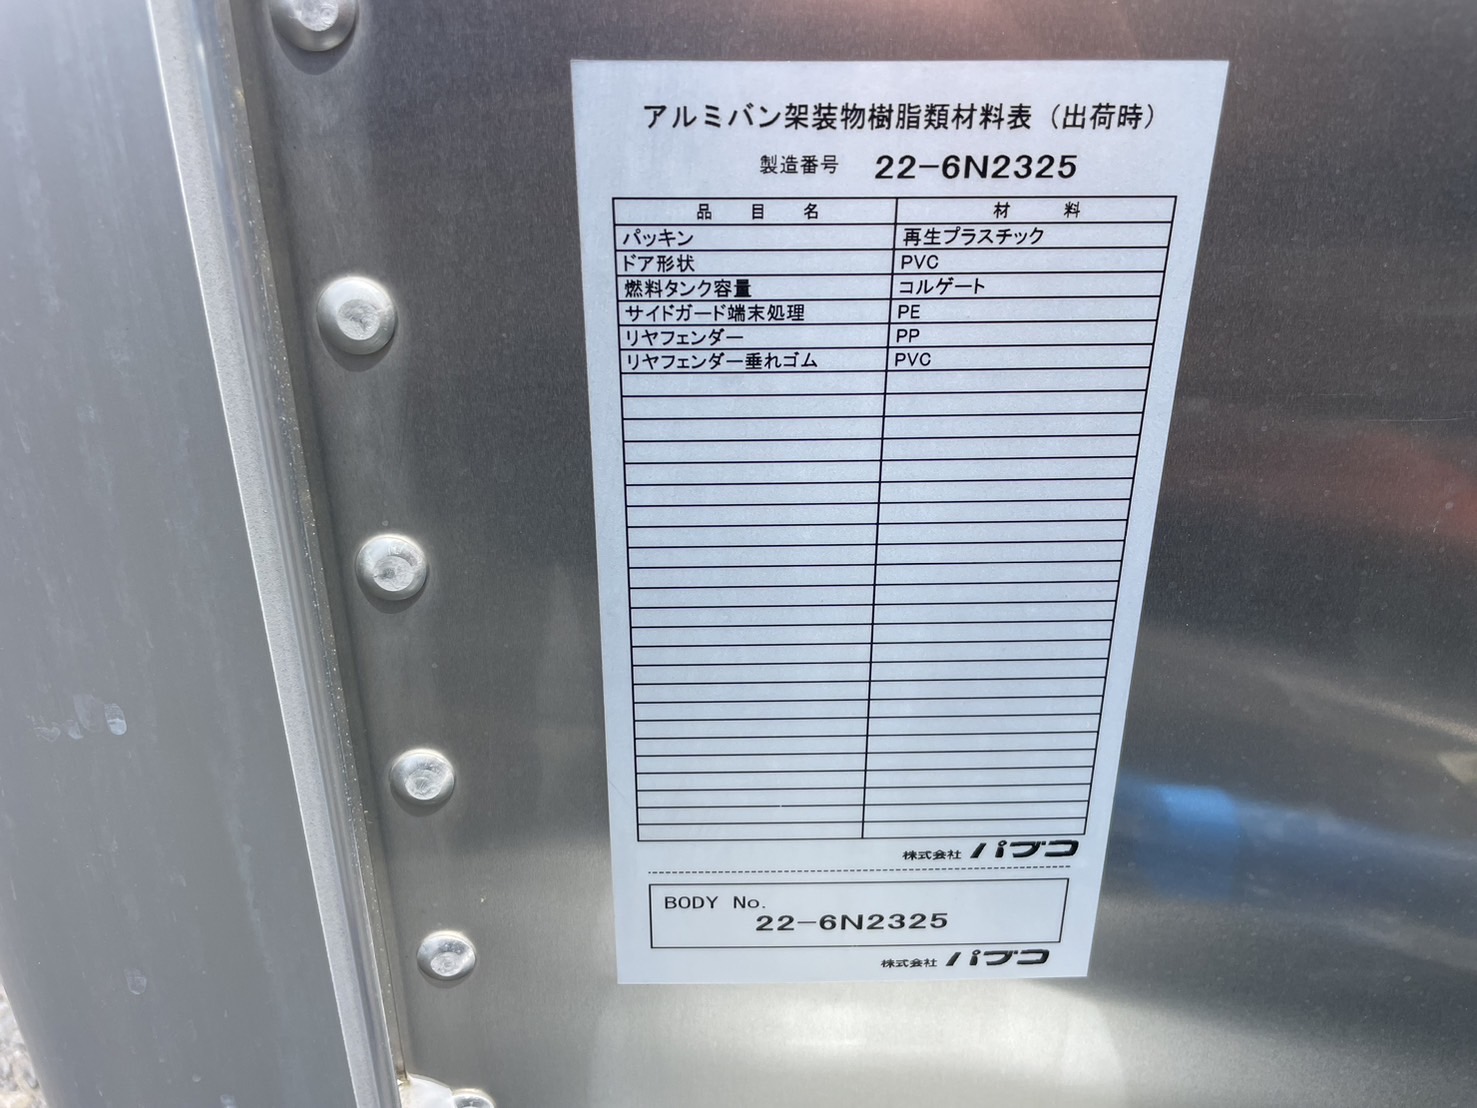 アルミバン架装物樹脂類材料表（出荷時）
製造番号 22-6N2325
品目名 材料
パッキン 再生プラスチック
ドア形状 PVC
燃料タンク容量 コルゲート
サイドガード端末処理 PE
リヤフェンダー PP
リヤフェンダー垂れゴム PVC
株式会社 パブコ
BODY No.
22-6N2325
株式会社 パブコ